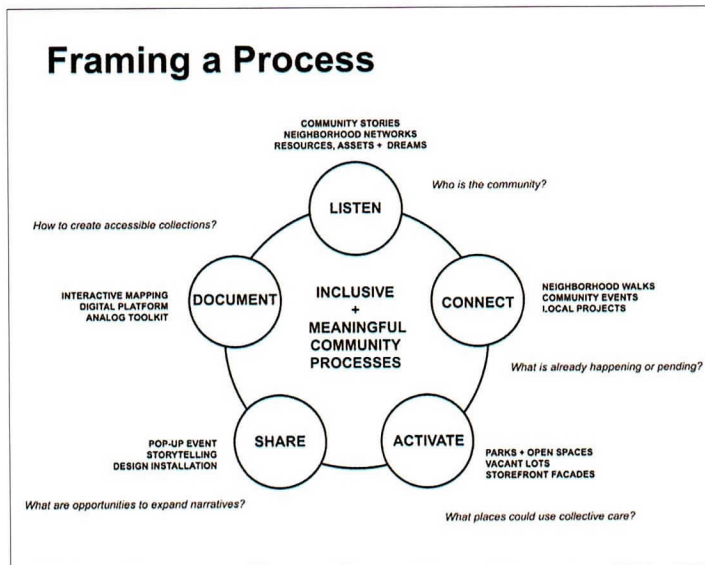 Framing a Process
COMMUNITY STORIES
NEIGHBORHOOD NETWORKS
RESOURCES, ASSETS + DREAMS
LISTEN
Who is the community?
CONNECT
NEIGHBORHOOD WALKS
COMMUNITY EVENTS
LOCAL PROJECTS
What is already happening or pending?
ACTIVATE
PARKS + OPEN SPACES
VACANT LOTS
STOREFRONT FACADES
What places could use collective care?
SHARE
POP-UP EVENT
STORYTELLING
DESIGN INSTALLATION
What are opportunities to expand narratives?
DOCUMENT
INTERACTIVE MAPPING
DIGITAL PLATFORM
ANALOG TOOLKIT
How to create accessible collections?
INCLUSIVE
+
MEANINGFUL
COMMUNITY
PROCESSES